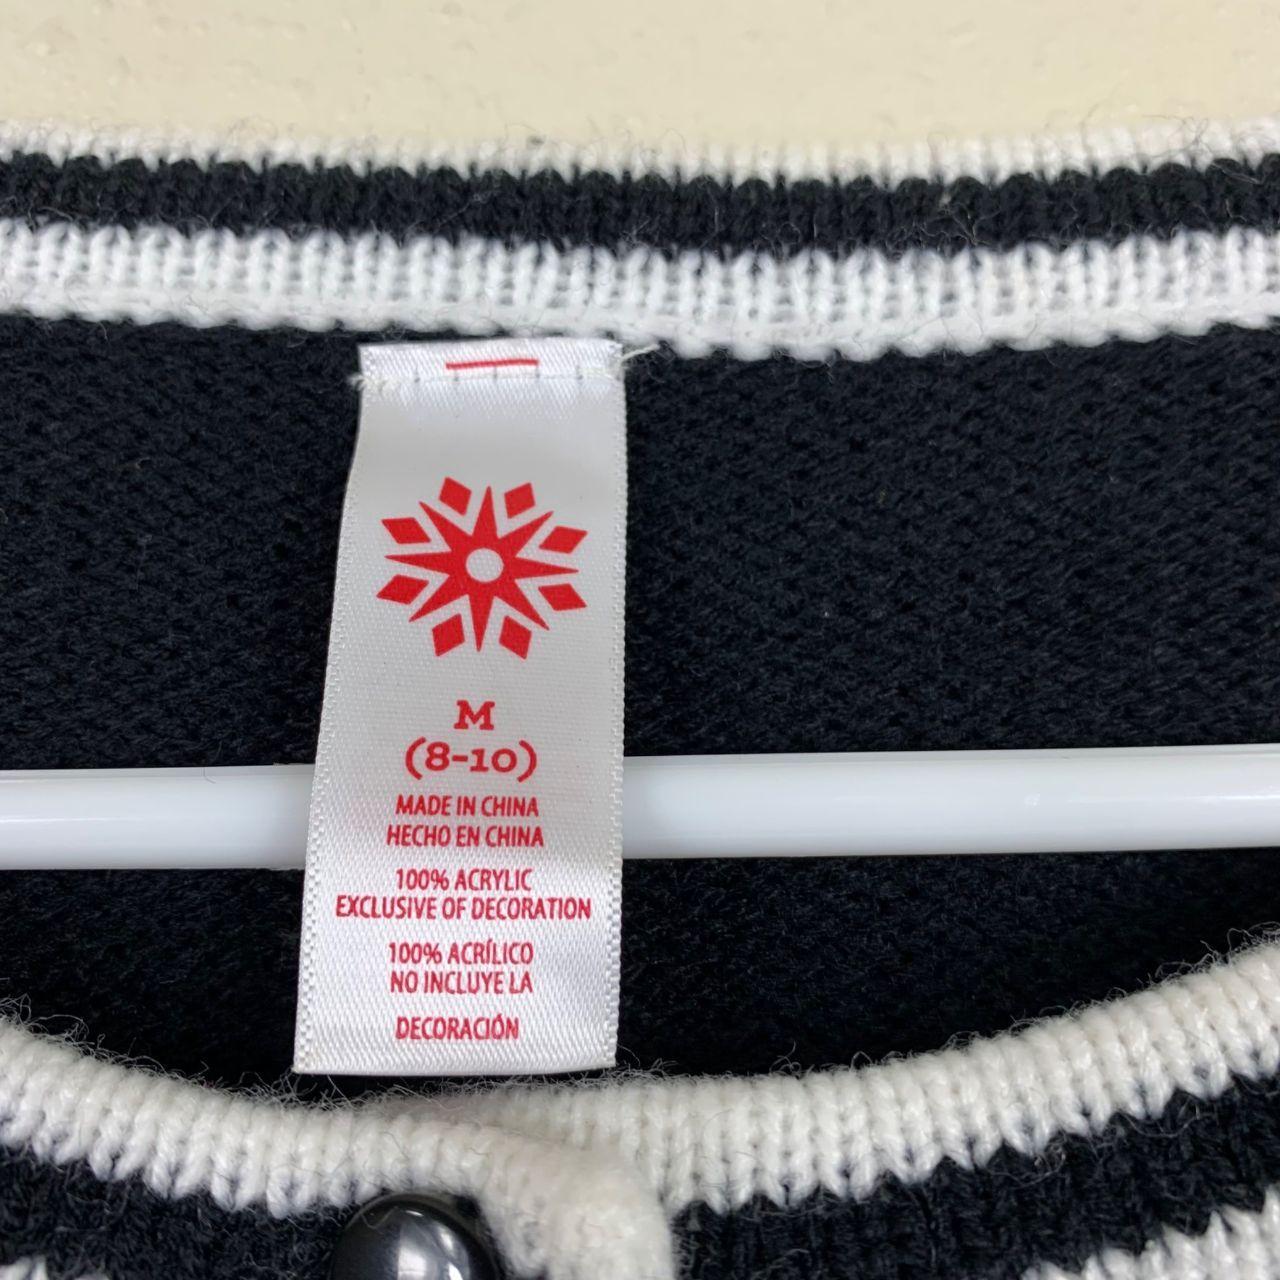 M
(8-10)
MADE IN CHINA
HECHO EN CHINA
100% ACRYLIC
EXCLUSIVE OF DECORATION
100% ACRÍLICO
NO INCLUYE LA
DECORACIÓN